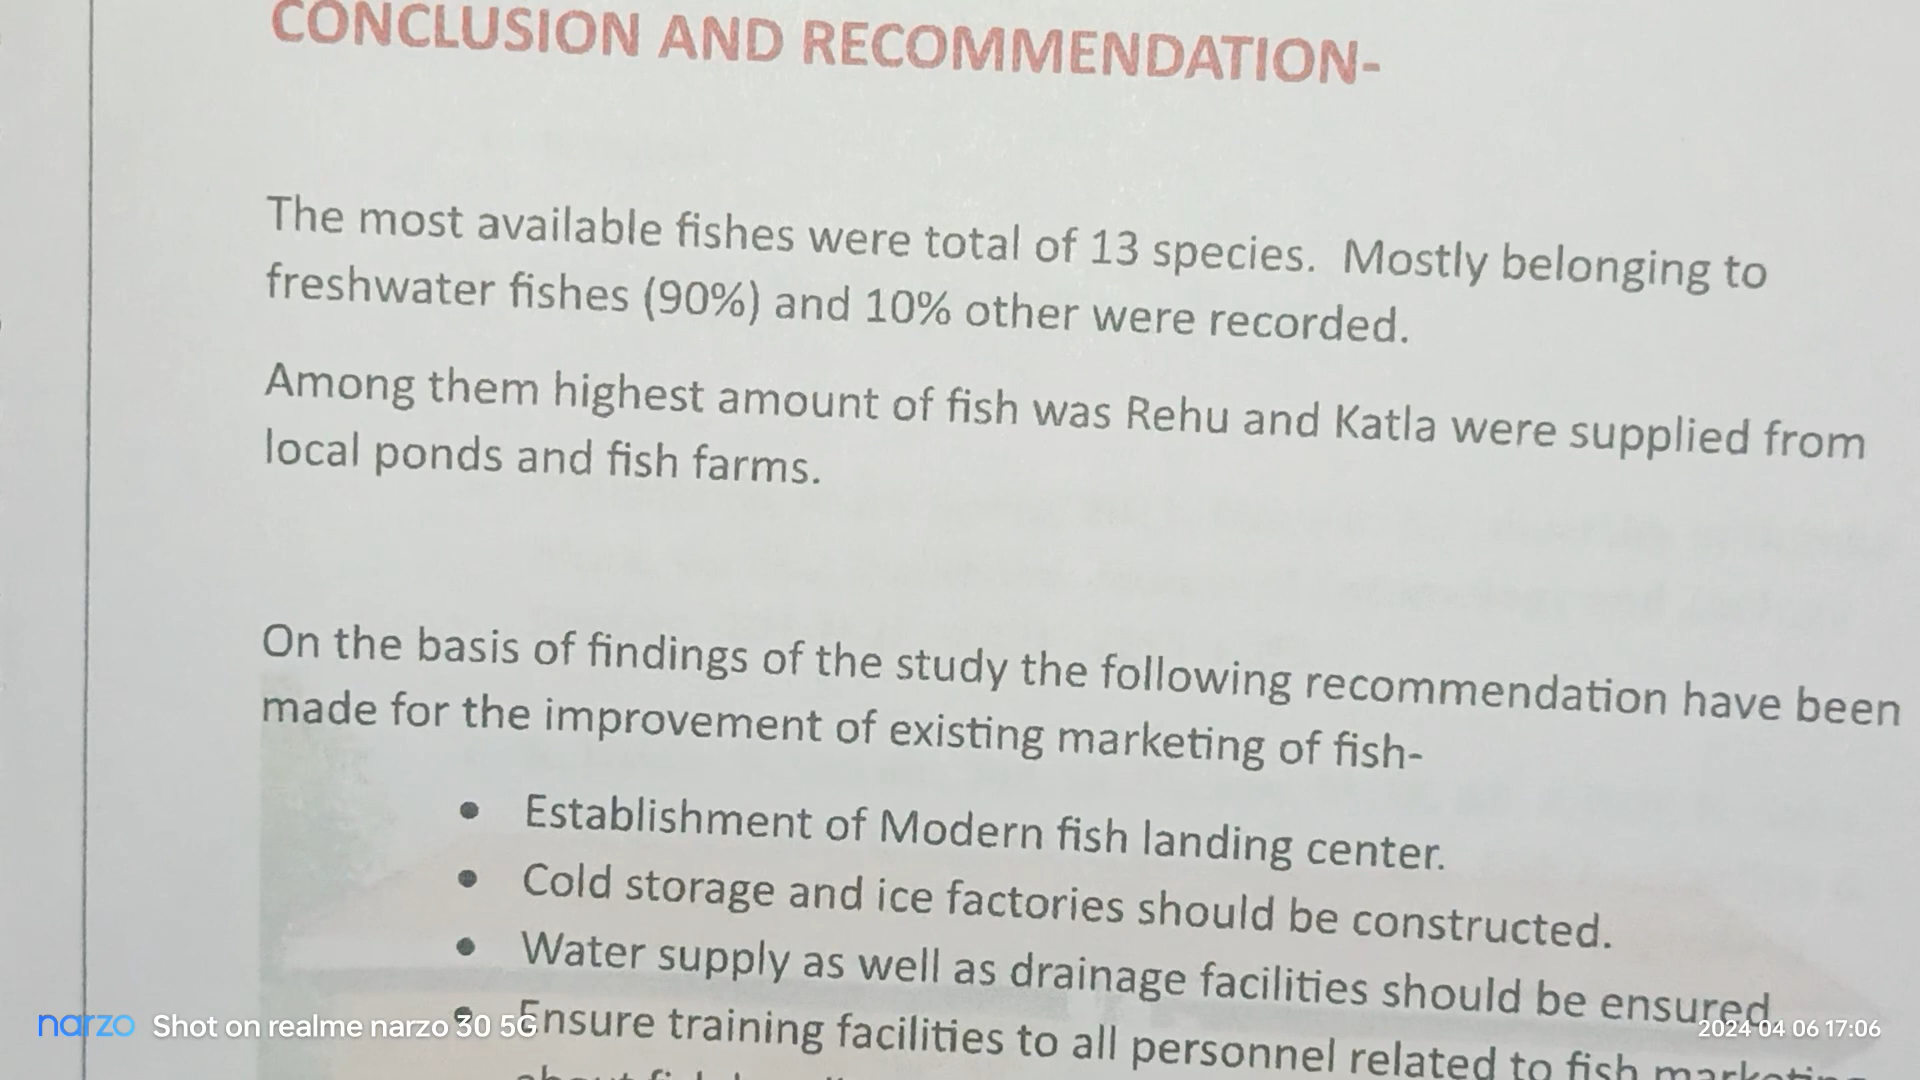 CONCLUSION AND RECOMMENDATION-
The most available fishes were total of 13 species. Mostly belonging to
freshwater fishes (90%) and 10% other were recorded.
Among them highest amount of fish was Rehu and Katla were supplied from
local ponds and fish farms.
On the basis of findings of the study the following recommendation have been
made for the improvement of existing marketing of fish-
• Establishment of Modern fish landing center.
• Cold storage and ice factories should be constructed.
• Water supply as well as drainage facilities should be ensured
• Ensure training facilities to all personnel related to fish
narzo Shot on realme narzo 30 5G
2024 04 06 17:06